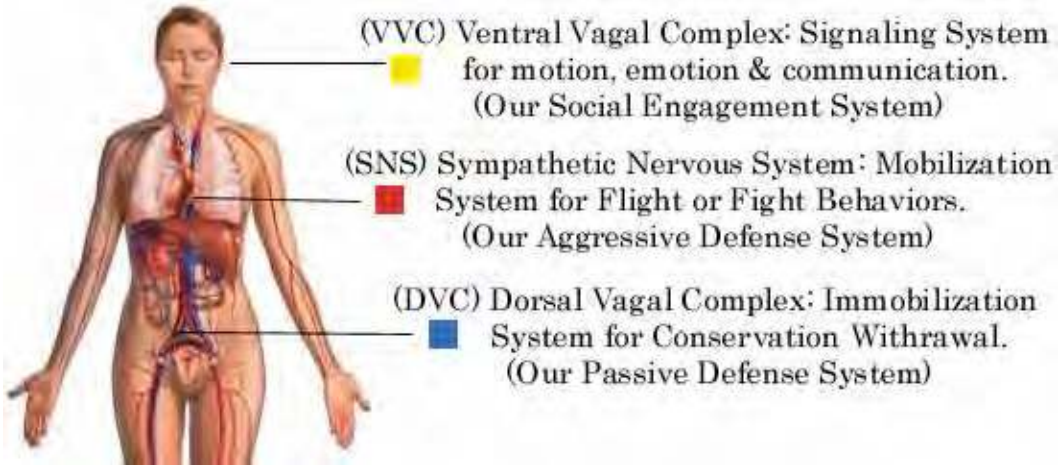 (VVC) Ventral Vagal Complex: Signaling System
for motion, emotion & communication.
(Our Social Engagement System)
(SNS) Sympathetic Nervous System: Mobilization
System for Flight or Fight Behaviors.
(Our Aggressive Defense System)
(DVC) Dorsal Vagal Complex: Immobilization
System for Conservation Withrawal.
(Our Passive Defense System)